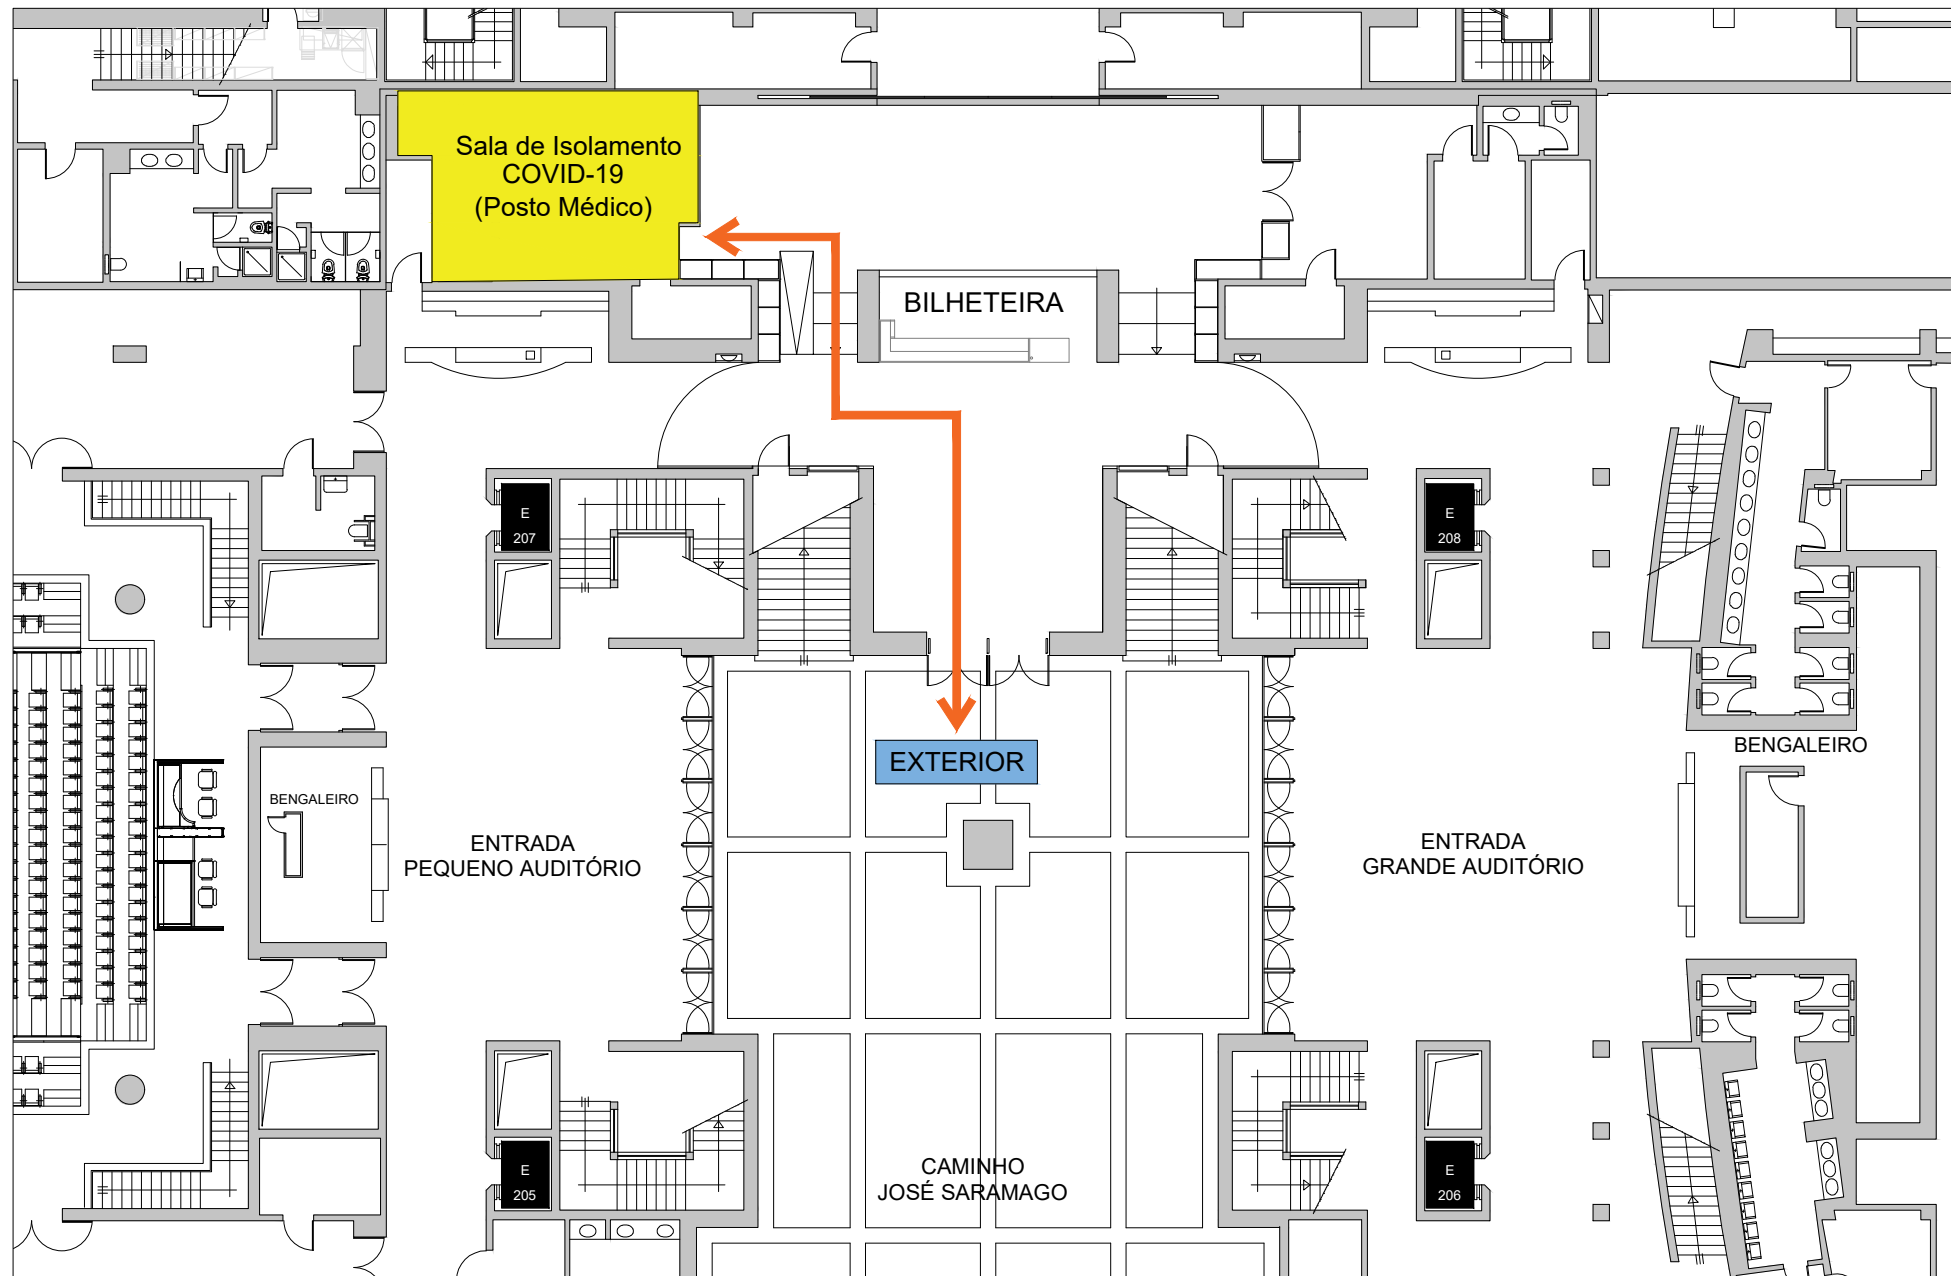 Sala de Isolamento
COVID-19
(Posto Médico)
BILHETEIRA
E
207
E
208
EXTERIOR
BENGALEIRO
BENGALEIRO
ENTRADA
PEQUENO AUDITÓRIO
ENTRADA
GRANDE AUDITÓRIO
CAMINHO
JOSÉ SARAMAGO
E
205
E
206